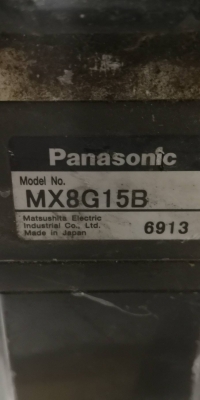 Panasonic
Model No.
MX8G15B
Matsushita Electric
Industrial Co., Ltd.
Made in Japan
6913